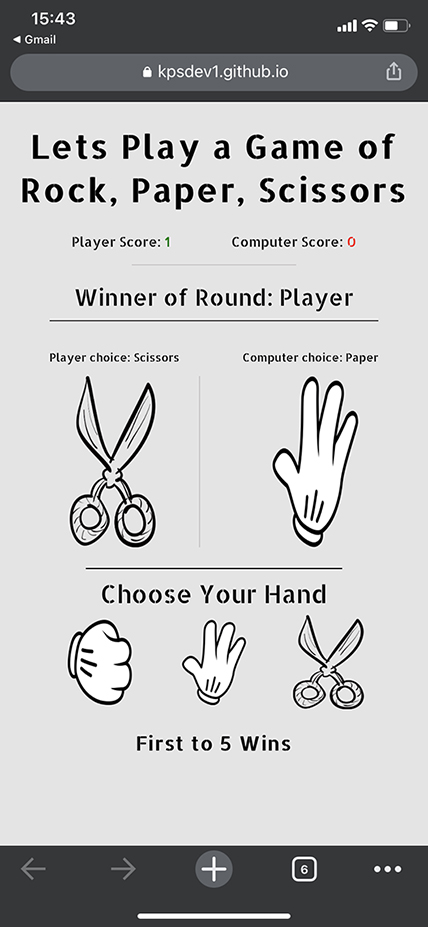 15:43
◀ Gmail
kpsdev1.github.io
Lets Play a Game of
Rock, Paper, Scissors
Player Score: 1 Computer Score: 0
Winner of Round: Player
Player choice: Scissors Computer choice: Paper
Choose Your Hand
First to 5 Wins
6